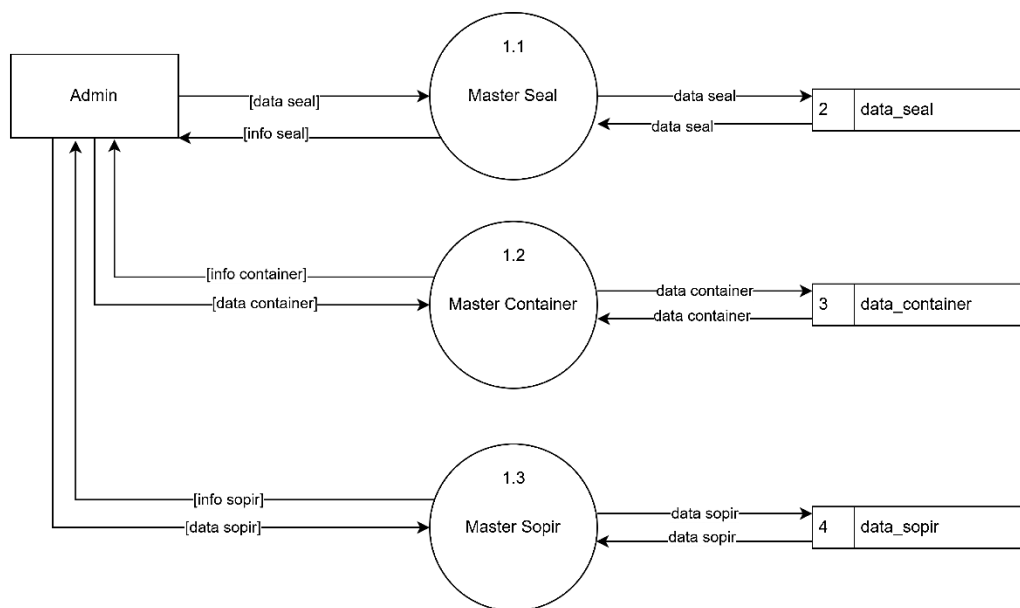 1.1
Admin
Master Seal
[data seal]
[info seal]
data seal
data seal
2
data_seal
1.2
Master Container
[info container]
[data container]
data container
data container
3
data_container
1.3
Master Sopir
[info sopir]
[data sopir]
data sopir
data sopir
4
data_sopir